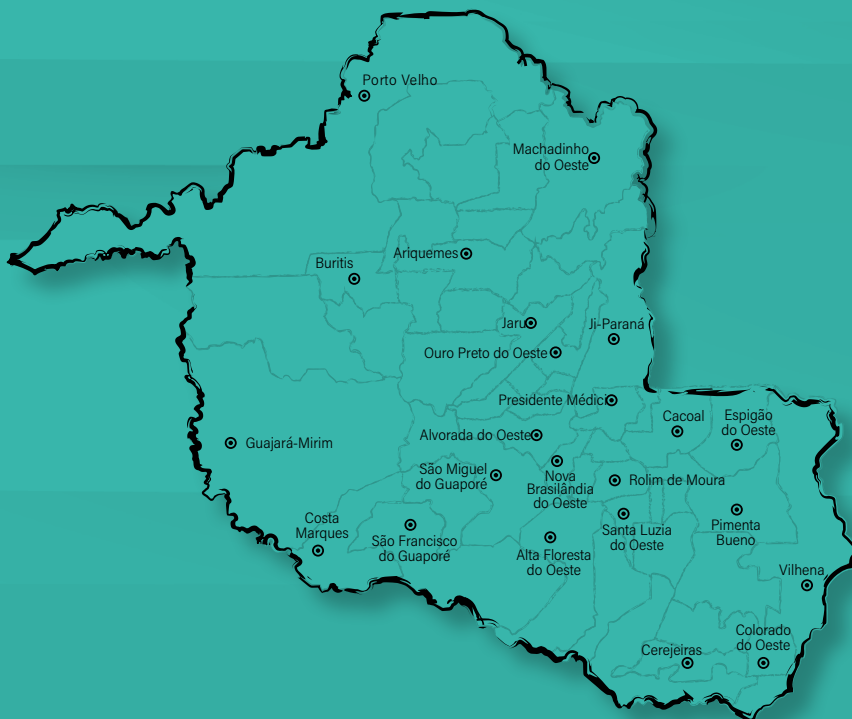 Porto Velho
Machadinho
do Oeste
Ariquemes
Buritis
Jaru
Ji-Paraná
Ouro Preto do Oeste
Presidente Médici
Cacoal
Espigão
do Oeste
Alvorada do Oeste
Guajará-Mirim
São Miguel
do Guaporé
Nova
Brasilândia
do Oeste
Rolim de Moura
Costa
Marques
São Francisco
do Guaporé
Santa Luzia
do Oeste
Pimenta
Bueno
Alta Floresta
do Oeste
Vilhena
Colorado
do Oeste
Cerejeiras